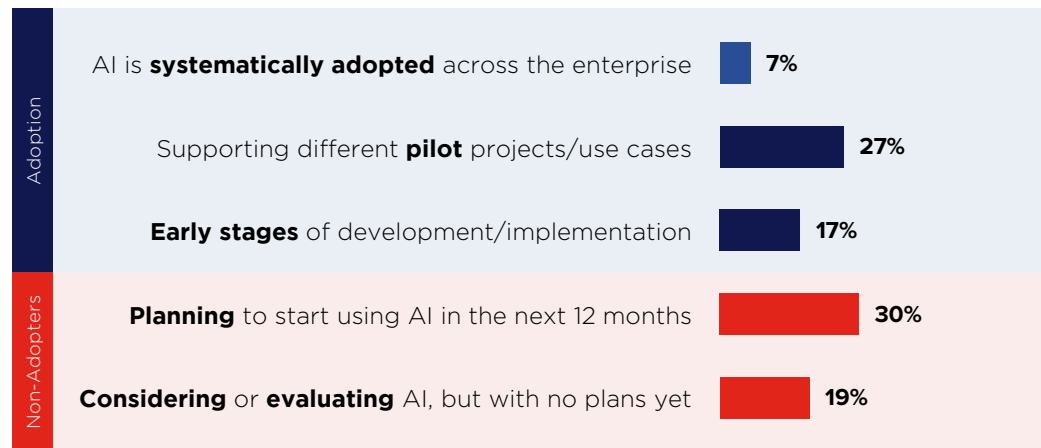 Adoption
AI is systematically adopted across the enterprise 7%
Supporting different pilot projects/use cases 27%
Early stages of development/implementation 17%
Non-Adopters
Planning to start using AI in the next 12 months 30%
Considering or evaluating AI, but with no plans yet 19%